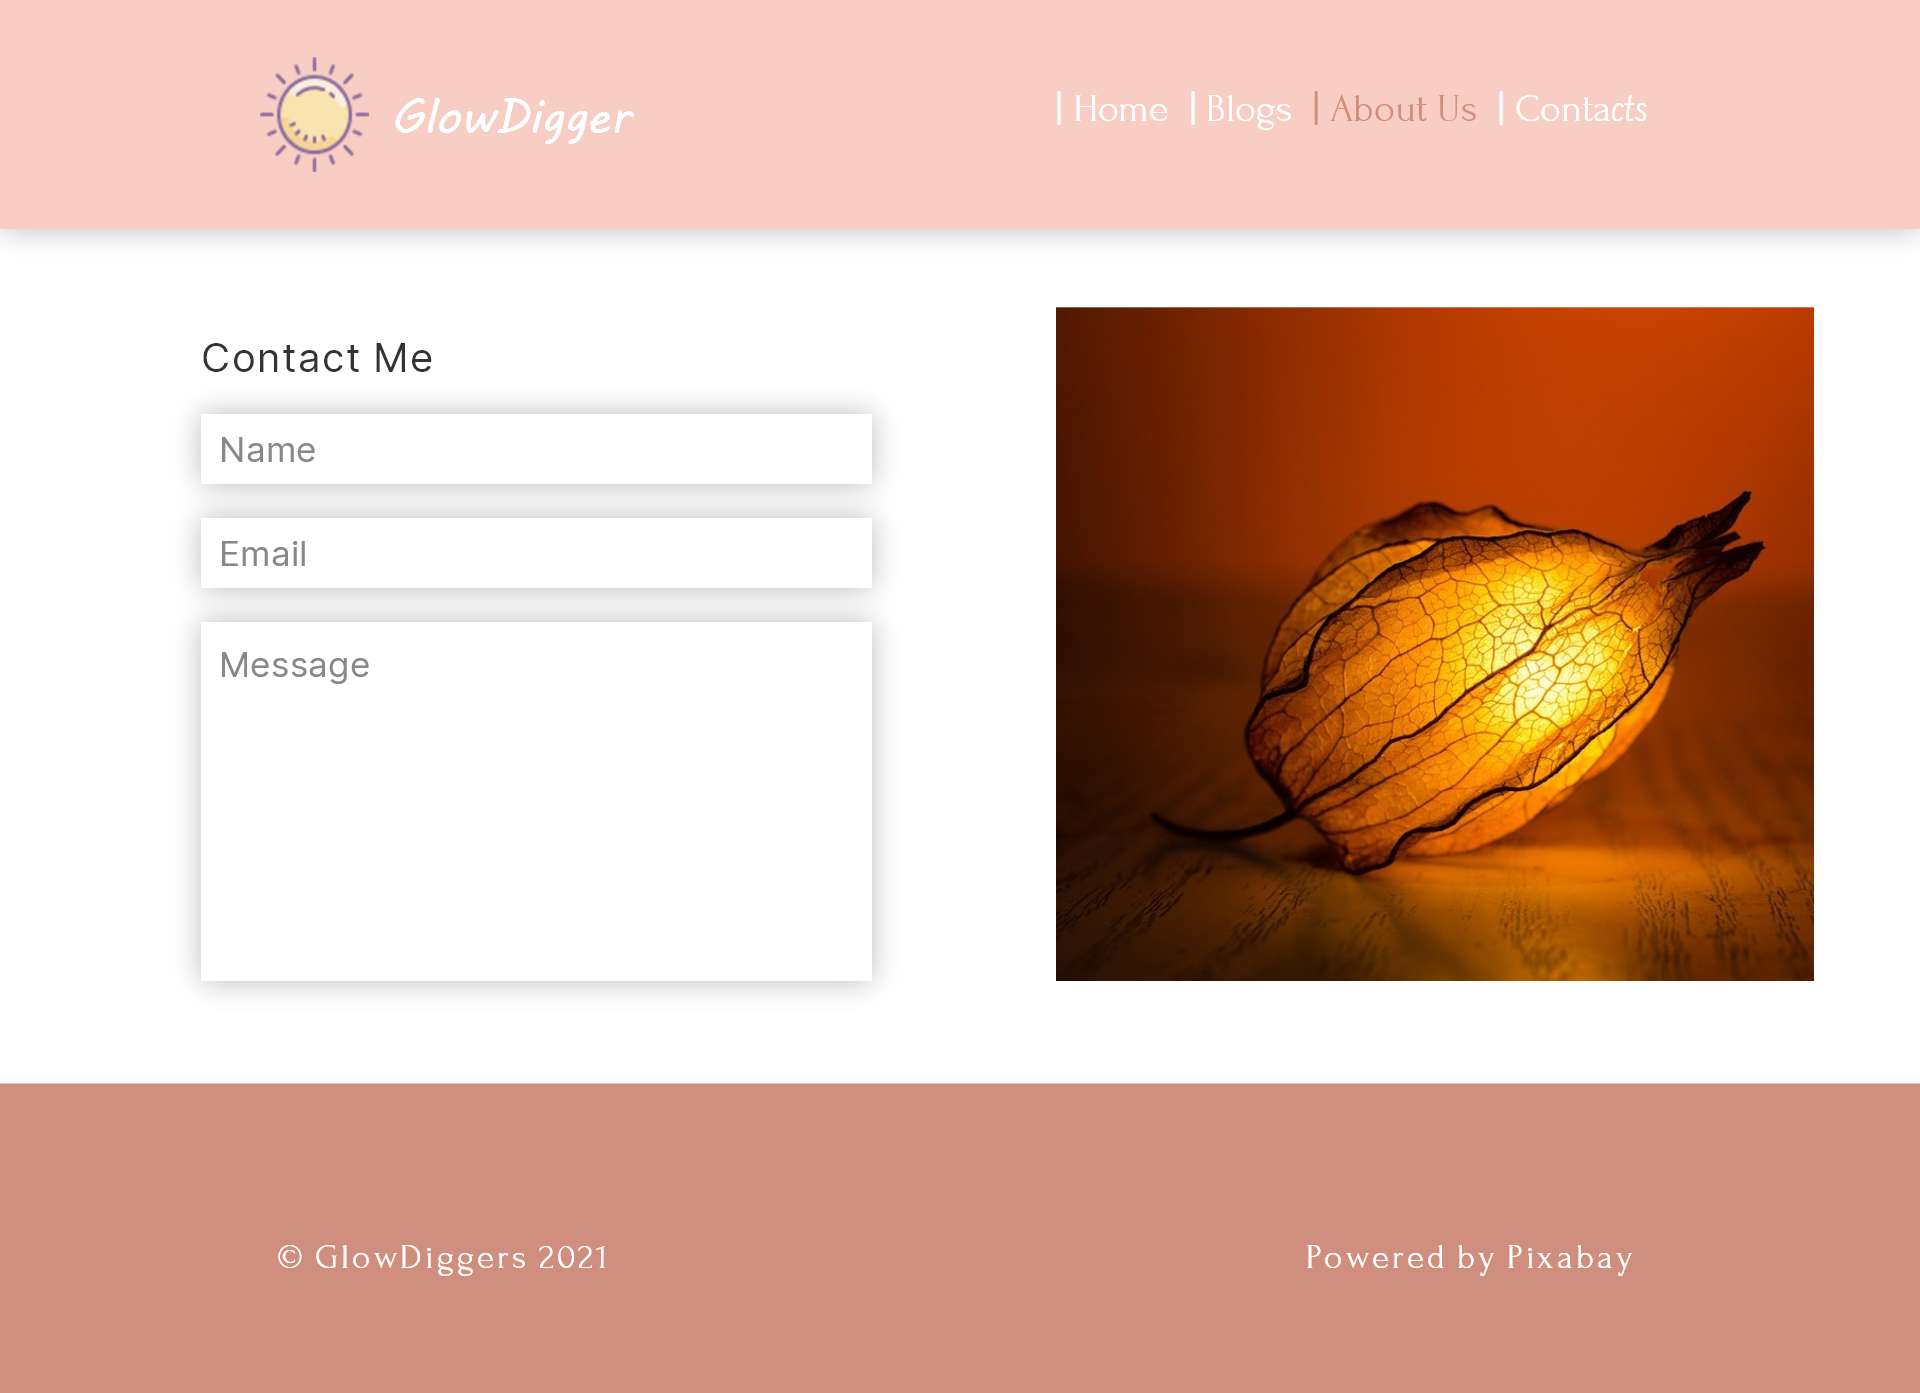 GlowDigger
| Home | Blogs | About Us | Contacts
Contact Me
Name
Email
Message
© GlowDiggers 2021
Powered by Pixabay